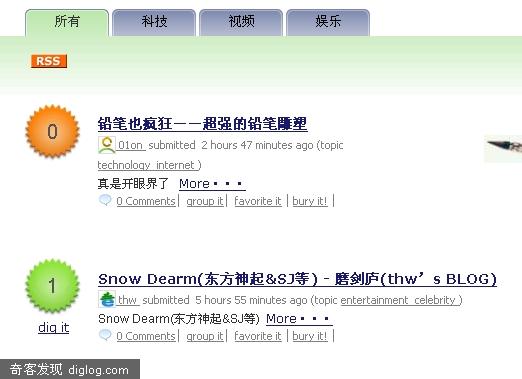 所有 科技 视频 娱乐
RSS
0
铅笔也疯狂－－超强的铅笔雕塑
01on submitted 2 hours 47 minutes ago (topic
technology_internet )
真是开眼界了 More・・・
0 Comments| group it| favorite it | bury it! |
1
dig it
Snow Dearm(东方神起&SJ等) - 磨剑庐(thw’s BLOG)
thw submitted 5 hours 55 minutes ago (topic entertainment_celebrity )
Snow Dearm(东方神起&SJ等) More・・・
0 Comments| group it| favorite it | bury it! |
奇客发现 diglog.com